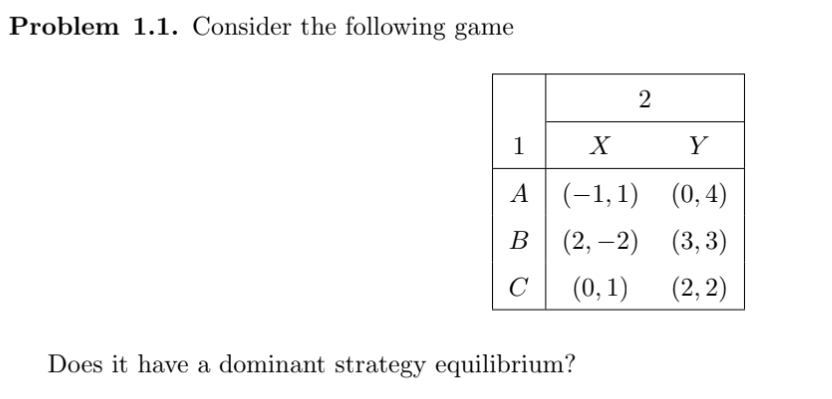 Problem 1.1. Consider the following game
2
1 X Y
A (−1, 1) (0, 4)
B (2, −2) (3, 3)
C (0, 1) (2, 2)
Does it have a dominant strategy equilibrium?